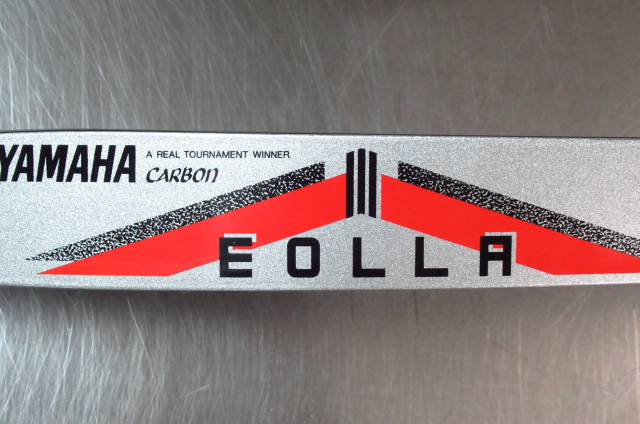 YAMAHA
A REAL TOURNAMENT WINNER.
CARBON
EOLLA